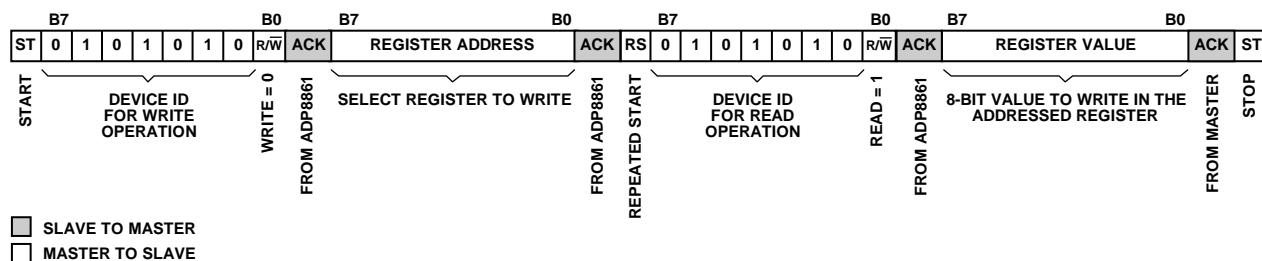 B7 B0 B7 B0 B7 B0
ST 0 1 0 1 0 1 0 R/W̅ ACK REGISTER ADDRESS ACK RS 0 1 0 1 0 1 0 R/W̅ ACK REGISTER VALUE ACK ST
START
DEVICE ID
FOR WRITE
OPERATION
WRITE = 0
FROM ADP8861
SELECT REGISTER TO WRITE
FROM ADP8861
REPEATED START
DEVICE ID
FOR READ
OPERATION
READ = 1
FROM ADP8861
8-BIT VALUE TO WRITE IN THE
ADDRESSED REGISTER
FROM MASTER
STOP
SLAVE TO MASTER
MASTER TO SLAVE